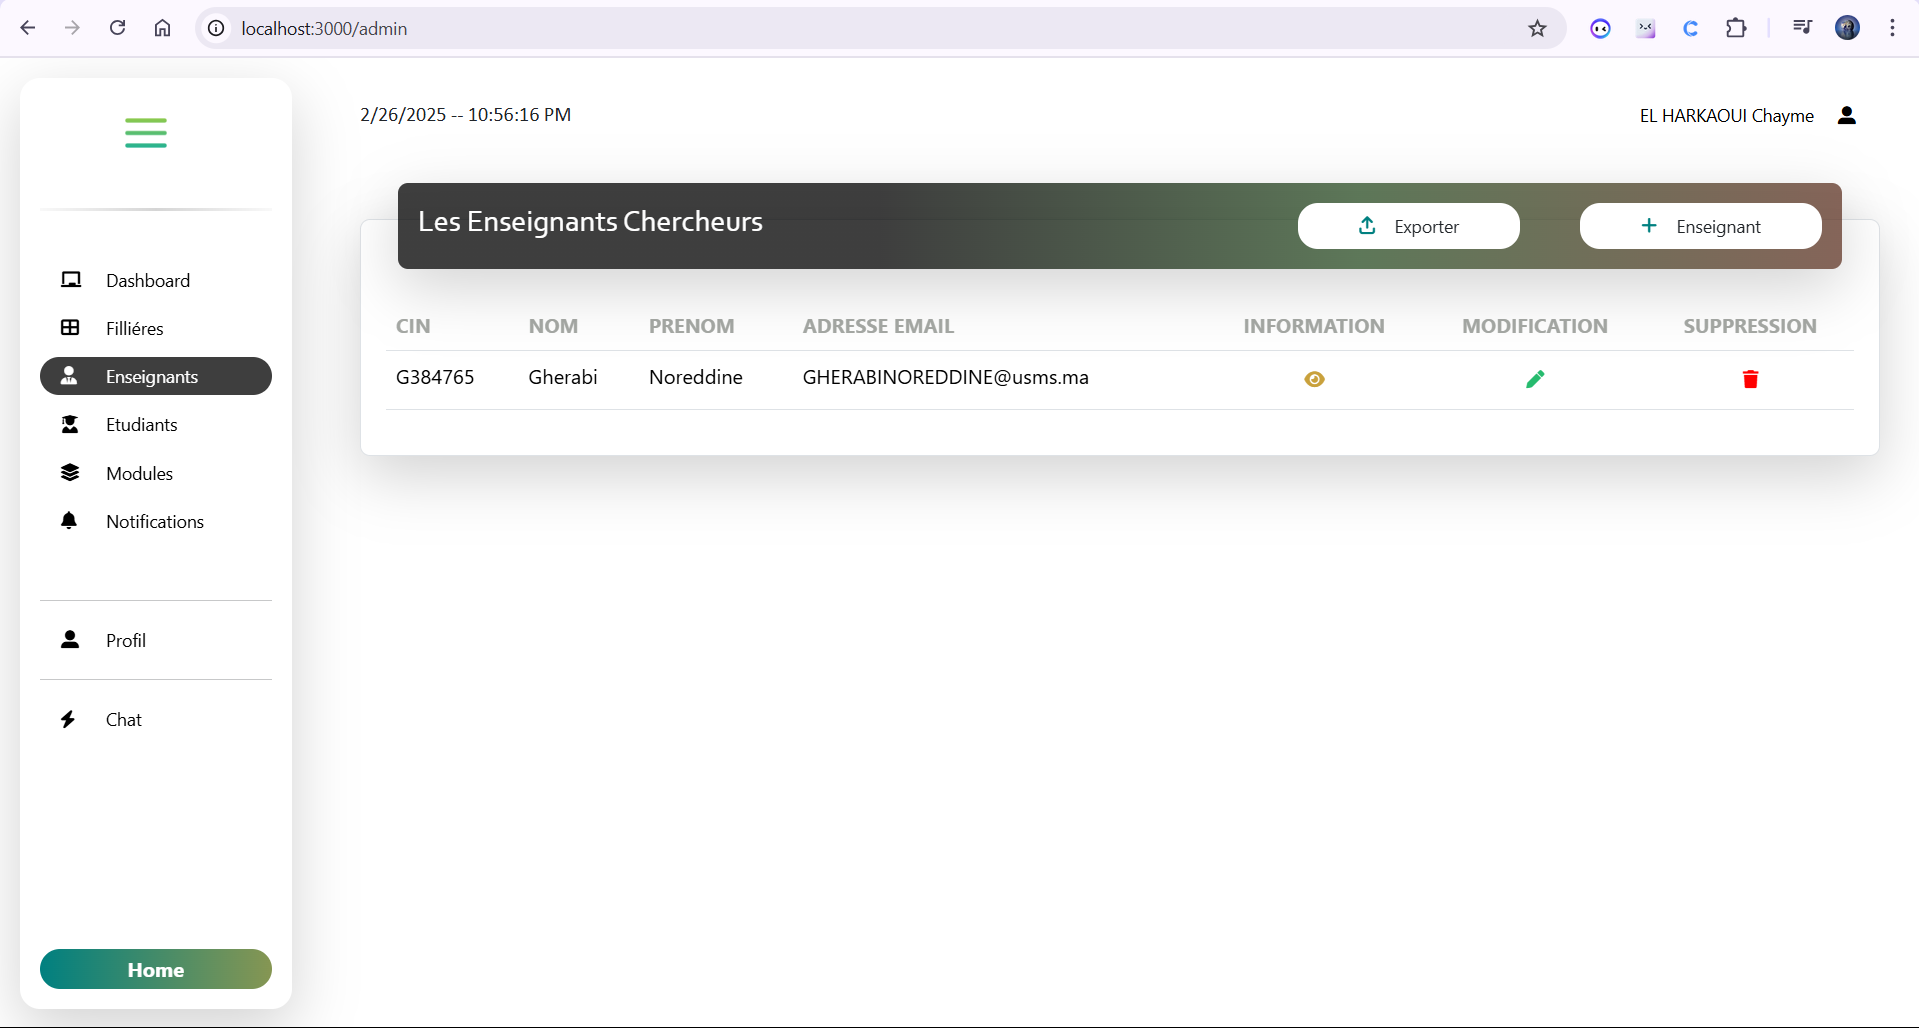 localhost:3000/admin
2/26/2025 -- 10:56:16 PM
EL HARKAOUI Chayme
Dashboard
Filliéres
Enseignants
Etudiants
Modules
Notifications
Profil
Chat
Home
Les Enseignants Chercheurs
Exporter
Enseignant
CIN NOM PRENOM ADRESSE EMAIL INFORMATION MODIFICATION SUPPRESSION
G384765 Gherabi Noreddine GHERABINOREDDINE@usms.ma